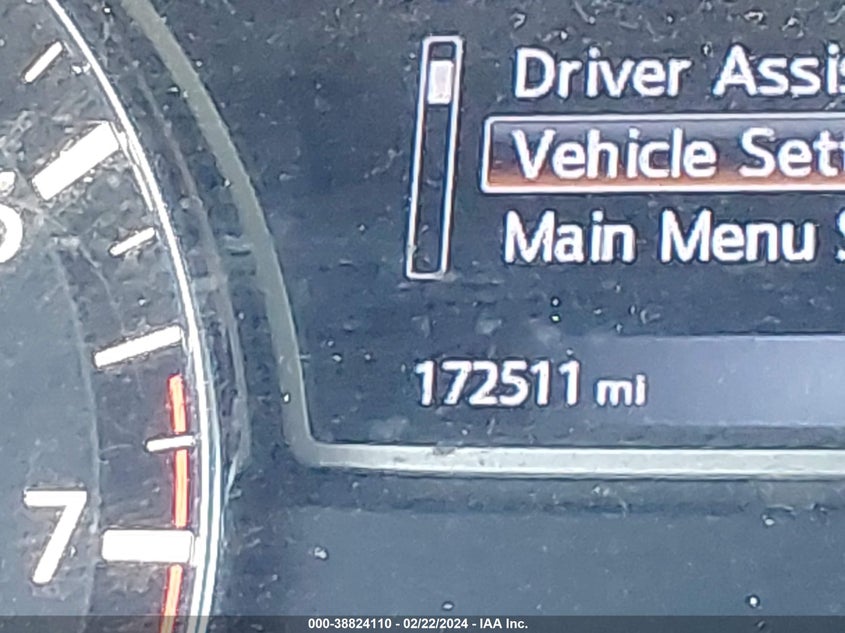 Driver Assis
Vehicle Sett
Main Menu S
172511 mi
7
000-38824110 - 02/22/2024 - IAA Inc.